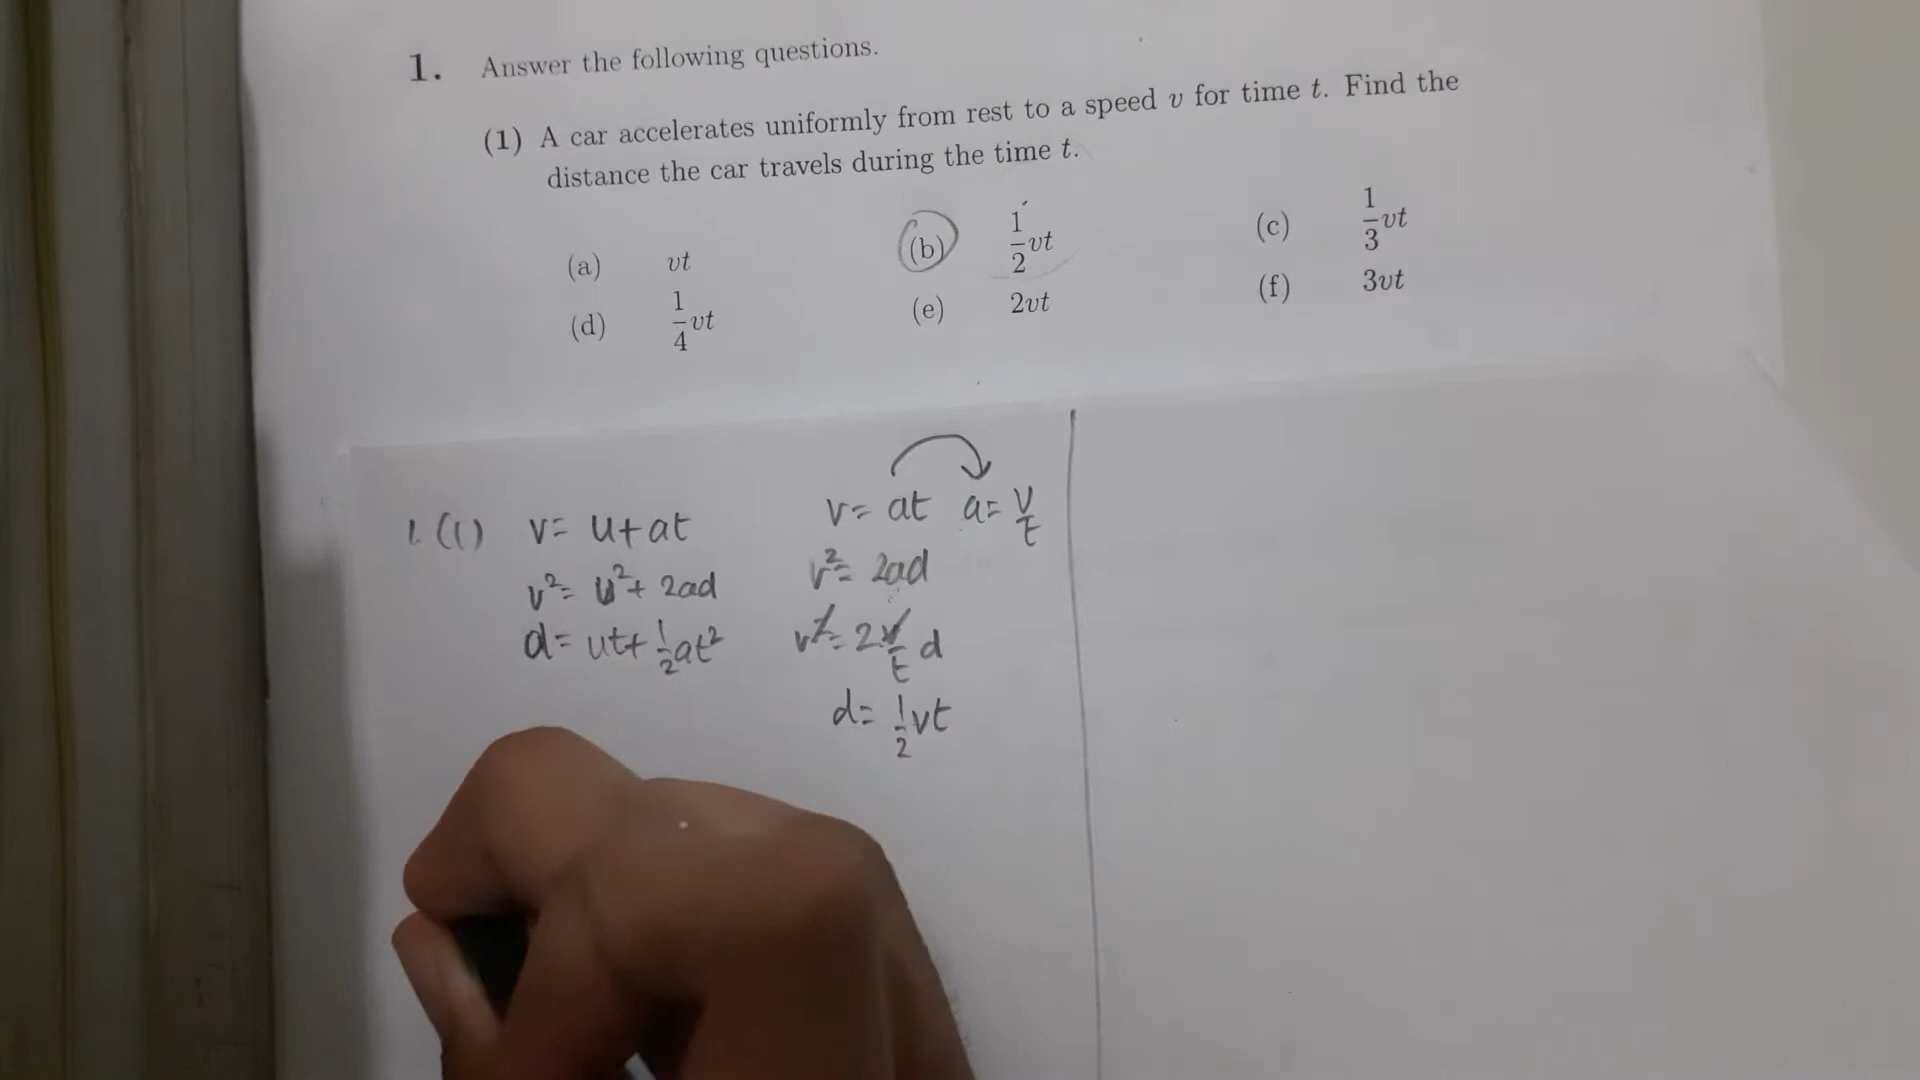 1. Answer the following questions.
(1) A car accelerates uniformly from rest to a speed v for time t. Find the
distance the car travels during the time t.
(a) vt (b) 1/2 vt (c) 1/3 vt
(d) 1/4 vt (e) 2vt (f) 3vt
1. (1) v = u + at
v² = u² + 2ad
d = ut + 1/2 at²
v = at a = v/t
v² = 2ad
v² = 2 v/t d
d = 1/2 vt